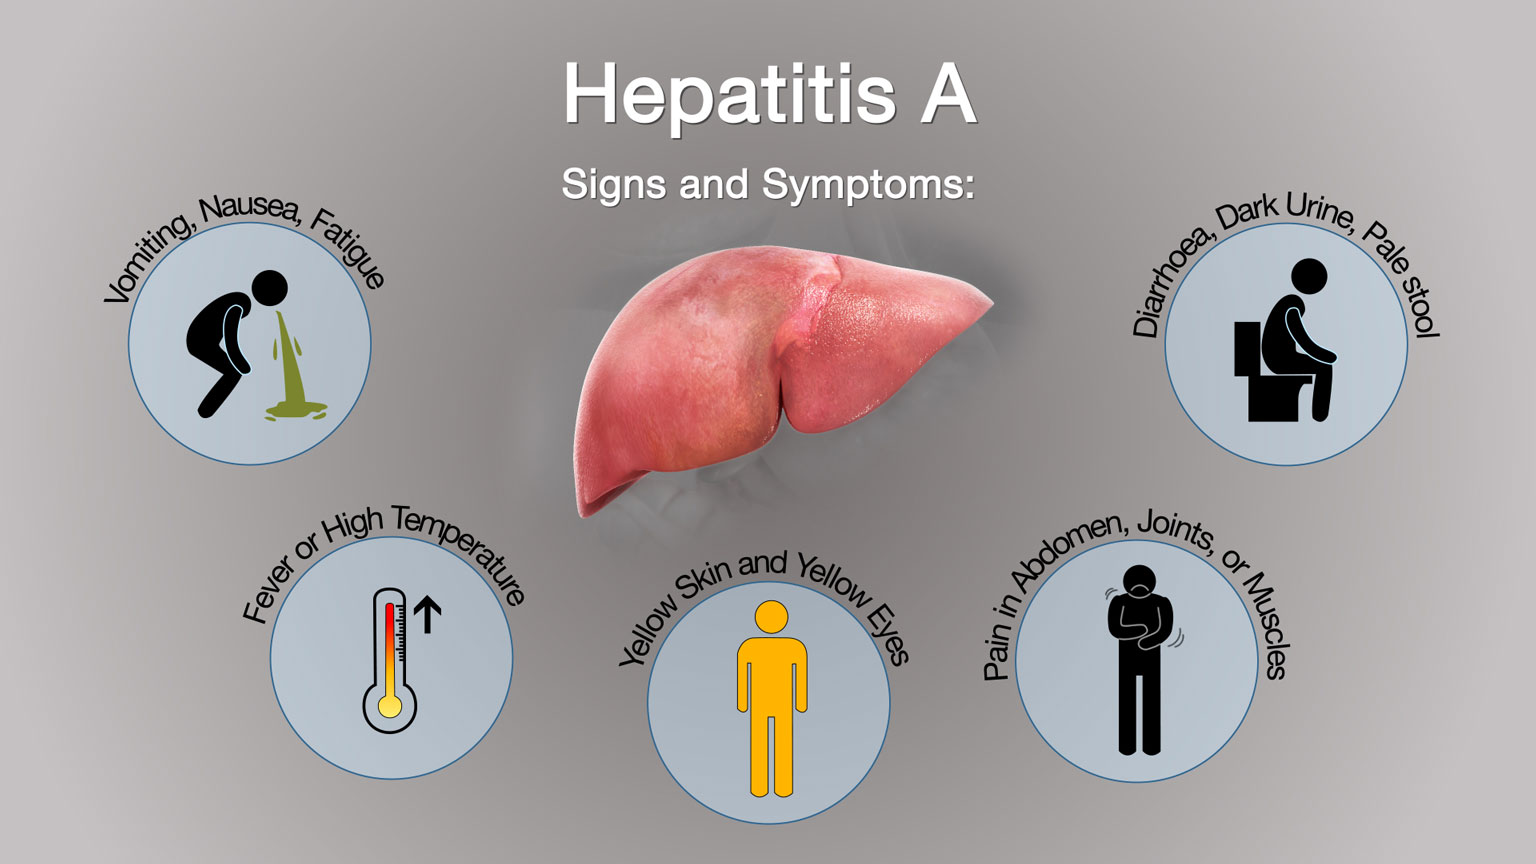 Hepatitis A
Signs and Symptoms:
Vomiting, Nausea, Fatigue
Diarrhoea, Dark Urine, Pale stool
Fever or High Temperature
Yellow Skin and Yellow Eyes
Pain in Abdomen, Joints, or Muscles